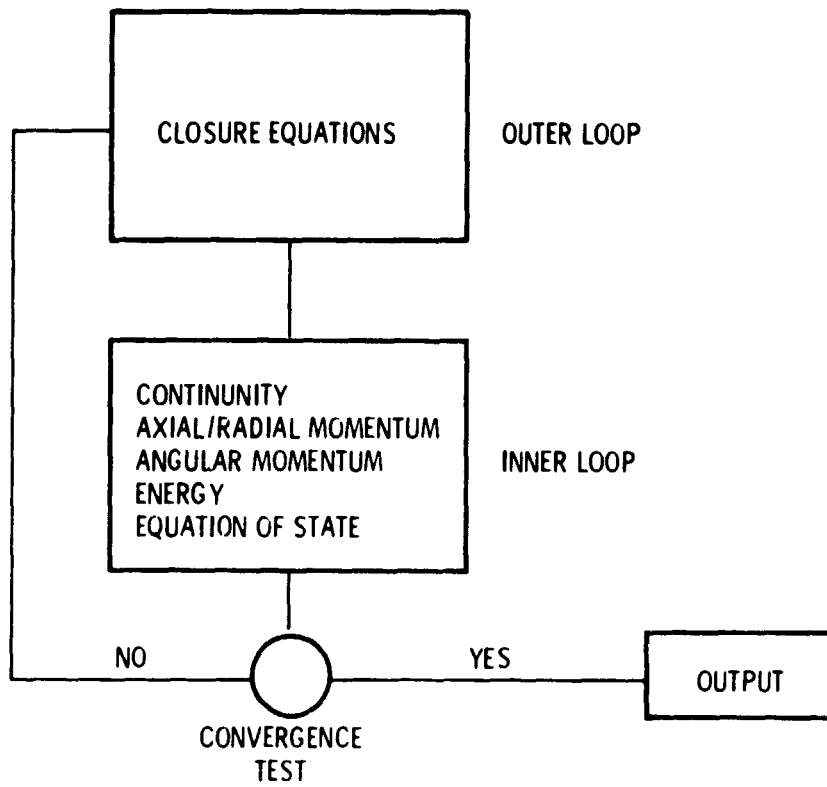 CLOSURE EQUATIONS
OUTER LOOP
CONTINUNITY
AXIAL/RADIAL MOMENTUM
ANGULAR MOMENTUM
ENERGY
EQUATION OF STATE
INNER LOOP
NO
YES
OUTPUT
CONVERGENCE
TEST